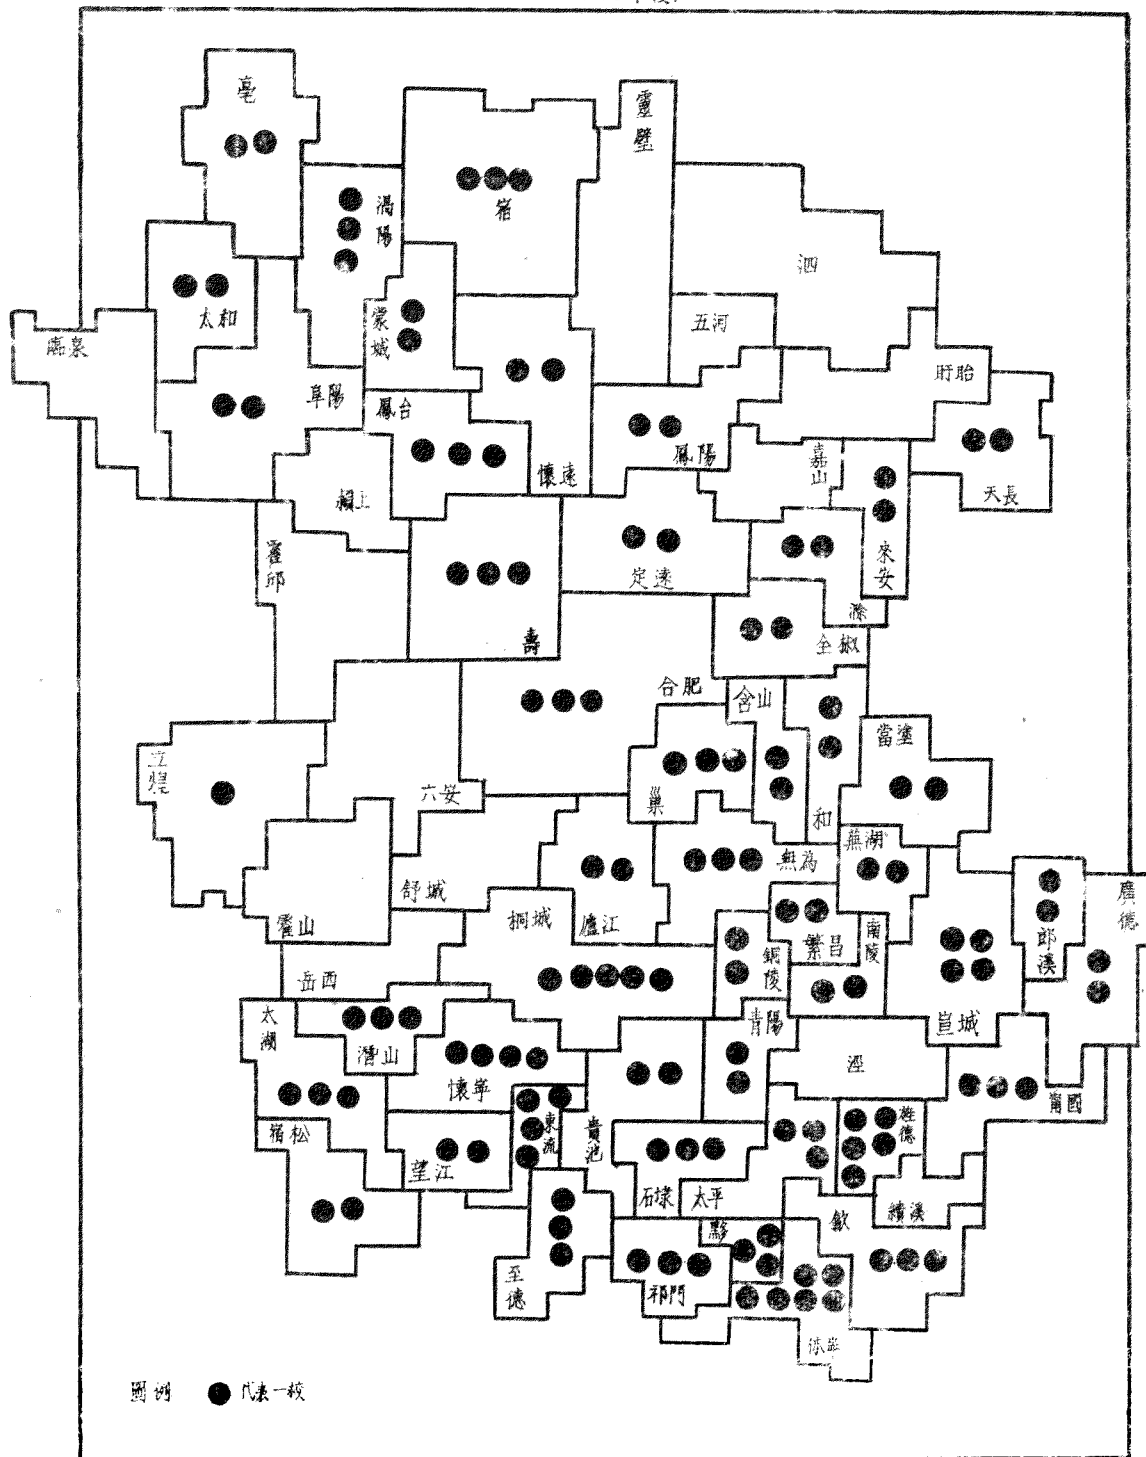 亳
靈璧
渦陽
宿
泗
太和
蒙城
五河
臨泉
盱眙
阜陽
鳳台
鳳陽
嘉山
懷遠
天長
潁上
霍邱
定遠
來安
滁
壽
全椒
合肥
含山
當塗
立煌
六安
巢
和
蕪湖
無為
舒城
廣德
桐城
廬江
繁昌
南陵
郎溪
霍山
銅陵
岳西
青陽
宣城
太湖
潛山
涇
懷寧
甯國
東流
貴池
旌德
宿松
望江
石埭
太平
績溪
歙
黟
至德
祁門
休寧
圖例
代表一校